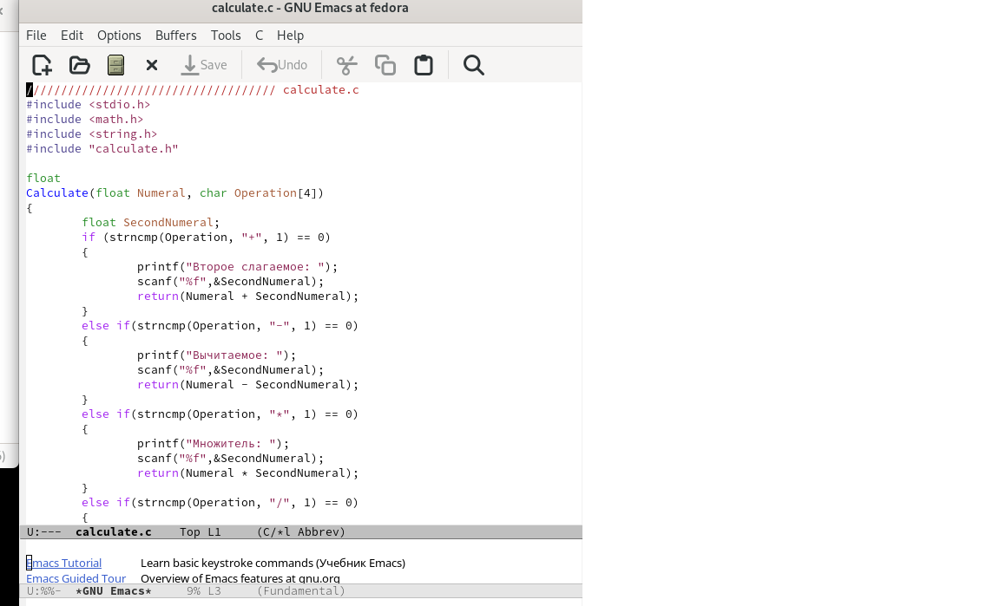 calculate.c - GNU Emacs at fedora
File Edit Options Buffers Tools C Help
Save Undo
//////////////////////////////////// calculate.c
#include <stdio.h>
#include <math.h>
#include <string.h>
#include "calculate.h"
float
Calculate(float Numeral, char Operation[4])
{
float SecondNumeral;
if (strncmp(Operation, "+", 1) == 0)
{
printf("Второе слагаемое: ");
scanf("%f",&SecondNumeral);
return(Numeral + SecondNumeral);
}
else if(strncmp(Operation, "-", 1) == 0)
{
printf("Вычитаемое: ");
scanf("%f",&SecondNumeral);
return(Numeral - SecondNumeral);
}
else if(strncmp(Operation, "*", 1) == 0)
{
printf("Множитель: ");
scanf("%f",&SecondNumeral);
return(Numeral * SecondNumeral);
}
else if(strncmp(Operation, "/", 1) == 0)
{
U:--- calculate.c Top L1 (C/*l Abbrev)
Emacs Tutorial Learn basic keystroke commands (Учебник Emacs)
Emacs Guided Tour Overview of Emacs features at gnu.org
U:%%- *GNU Emacs* 9% L3 (Fundamental)